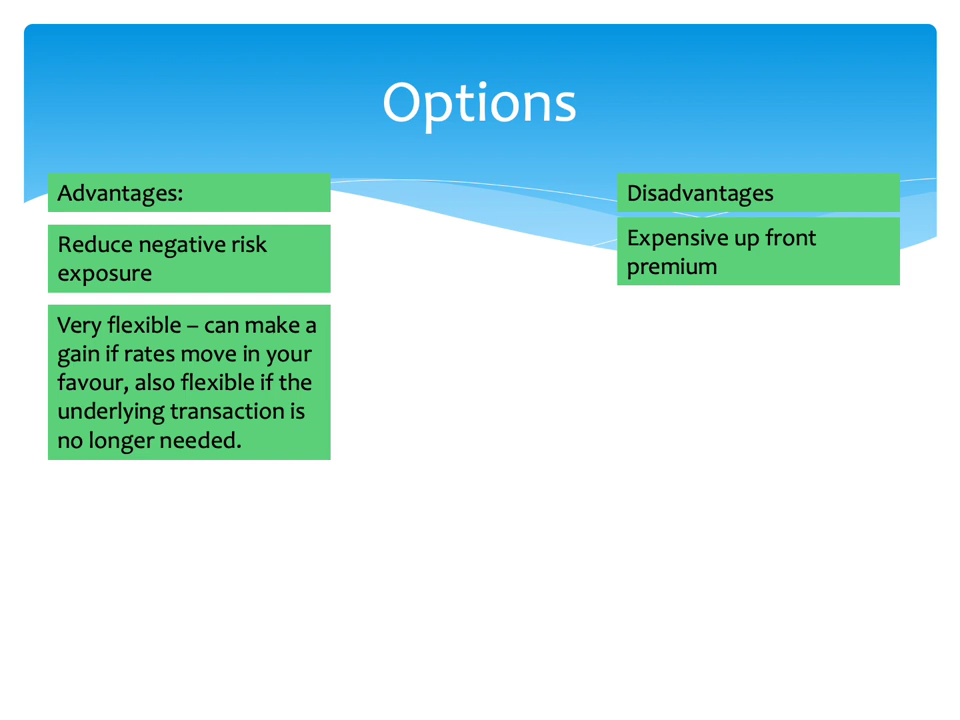 Options
Advantages:
Reduce negative risk
exposure
Very flexible – can make a
gain if rates move in your
favour, also flexible if the
underlying transaction is
no longer needed.
Disadvantages
Expensive up front
premium